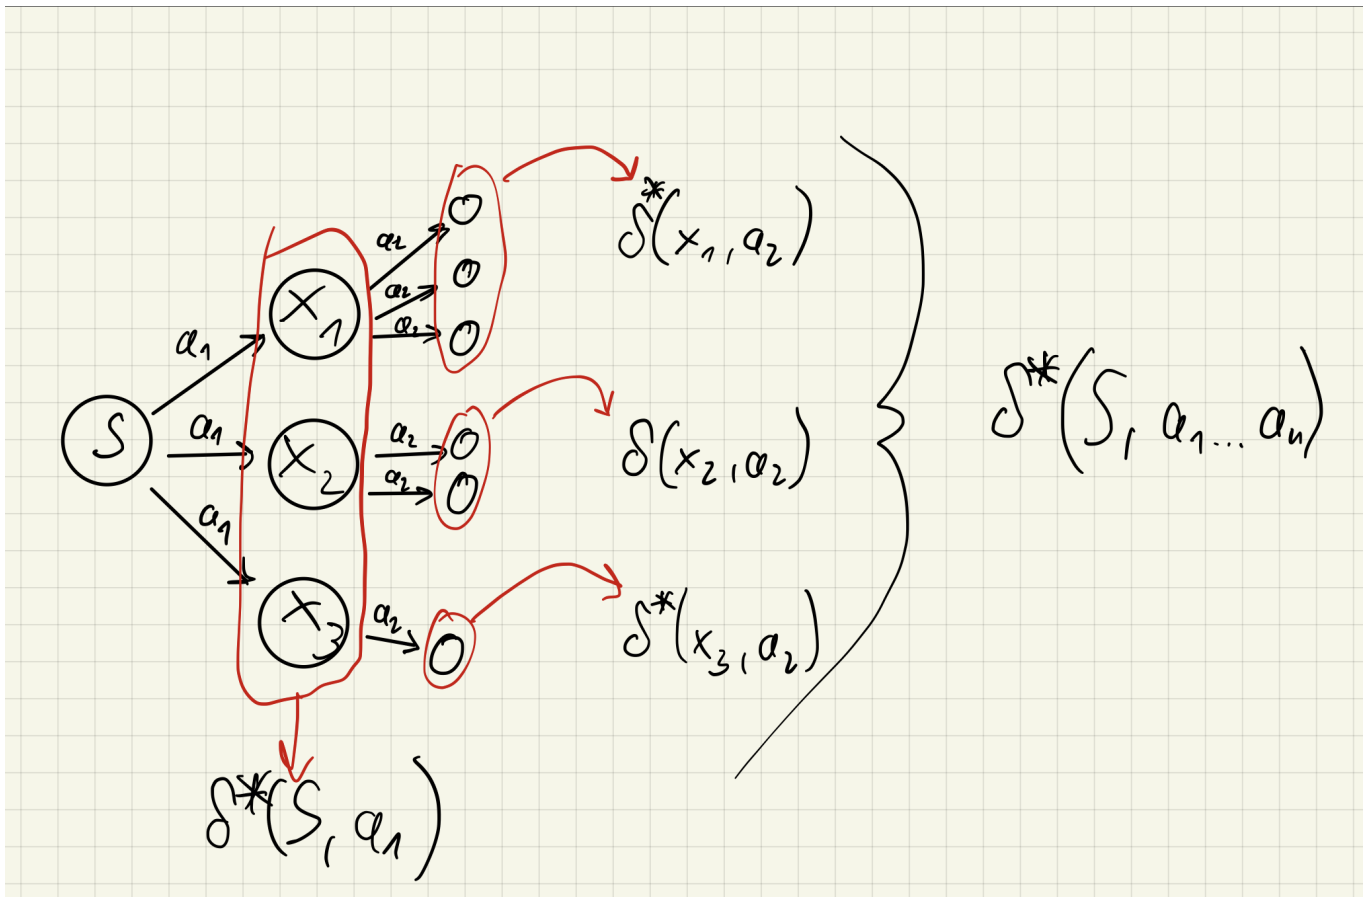 a₂
δ*(x₁, a₂)
a₂
a₂
x₁
a₁
S
a₁
x₂
a₂
a₂
δ(x₂, a₂)
δ*(S, a₁...aₙ)
a₁
x₃
a₂
δ*(x₃, a₂)
δ*(S, a₁)